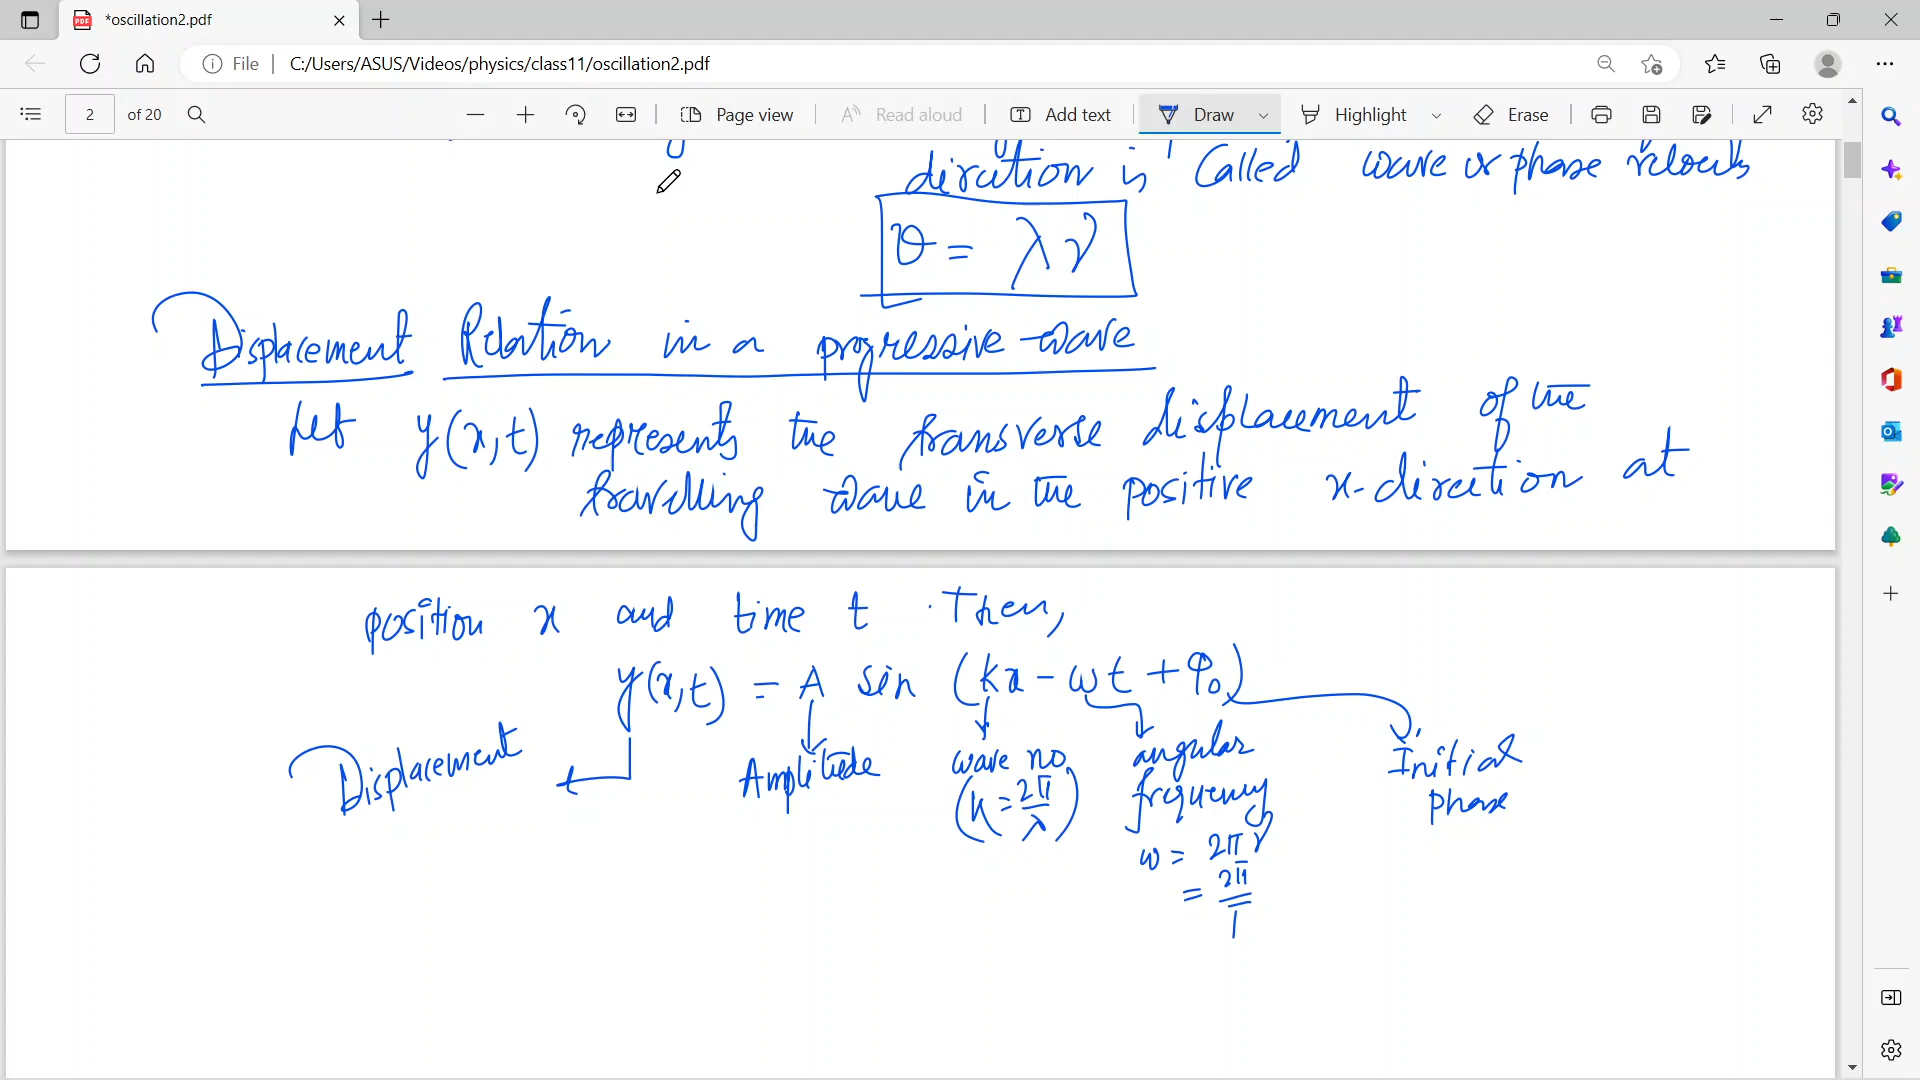 *oscillation2.pdf
File | C:/Users/ASUS/Videos/physics/class11/oscillation2.pdf
2 of 20 Page view Read aloud Add text Draw Highlight Erase
direction is called wave or phase velocity
v = λν
Displacement Relation in a progressive wave
Let y(x,t) represents the transverse displacement of the
travelling wave in the positive x-direction at
position x and time t. Then,
y(x,t) = A sin (kx - ωt + φ₀)
Displacement Amplitude wave no. angular Initial
(k = 2π/λ) frequency phase
ω = 2πν
= 2π/